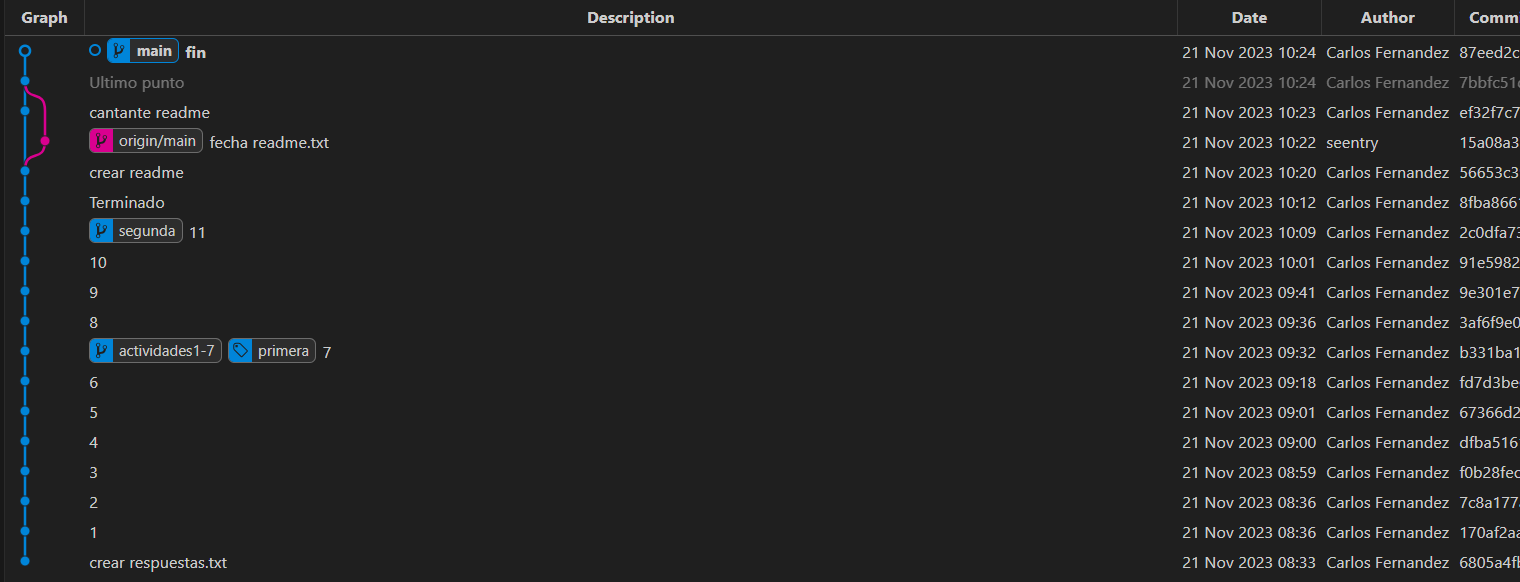 Graph Description Date Author Comm
main fin 21 Nov 2023 10:24 Carlos Fernandez 87eed2c
Ultimo punto 21 Nov 2023 10:24 Carlos Fernandez 7bbfc51
cantante readme 21 Nov 2023 10:23 Carlos Fernandez ef32f7c7
origin/main fecha readme.txt 21 Nov 2023 10:22 seentry 15a08a3
crear readme 21 Nov 2023 10:20 Carlos Fernandez 56653c3
Terminado 21 Nov 2023 10:12 Carlos Fernandez 8fba866
segunda 11 21 Nov 2023 10:09 Carlos Fernandez 2c0dfa73
10 21 Nov 2023 10:01 Carlos Fernandez 91e5982
9 21 Nov 2023 09:41 Carlos Fernandez 9e301e7
8 21 Nov 2023 09:36 Carlos Fernandez 3af6f9e0
actividades1-7 primera 7 21 Nov 2023 09:32 Carlos Fernandez b331ba1
6 21 Nov 2023 09:18 Carlos Fernandez fd7d3be
5 21 Nov 2023 09:01 Carlos Fernandez 67366d2
4 21 Nov 2023 09:00 Carlos Fernandez dfba516
3 21 Nov 2023 08:59 Carlos Fernandez f0b28fec
2 21 Nov 2023 08:36 Carlos Fernandez 7c8a177
1 21 Nov 2023 08:36 Carlos Fernandez 170af2aa
crear respuestas.txt 21 Nov 2023 08:33 Carlos Fernandez 6805a4fb